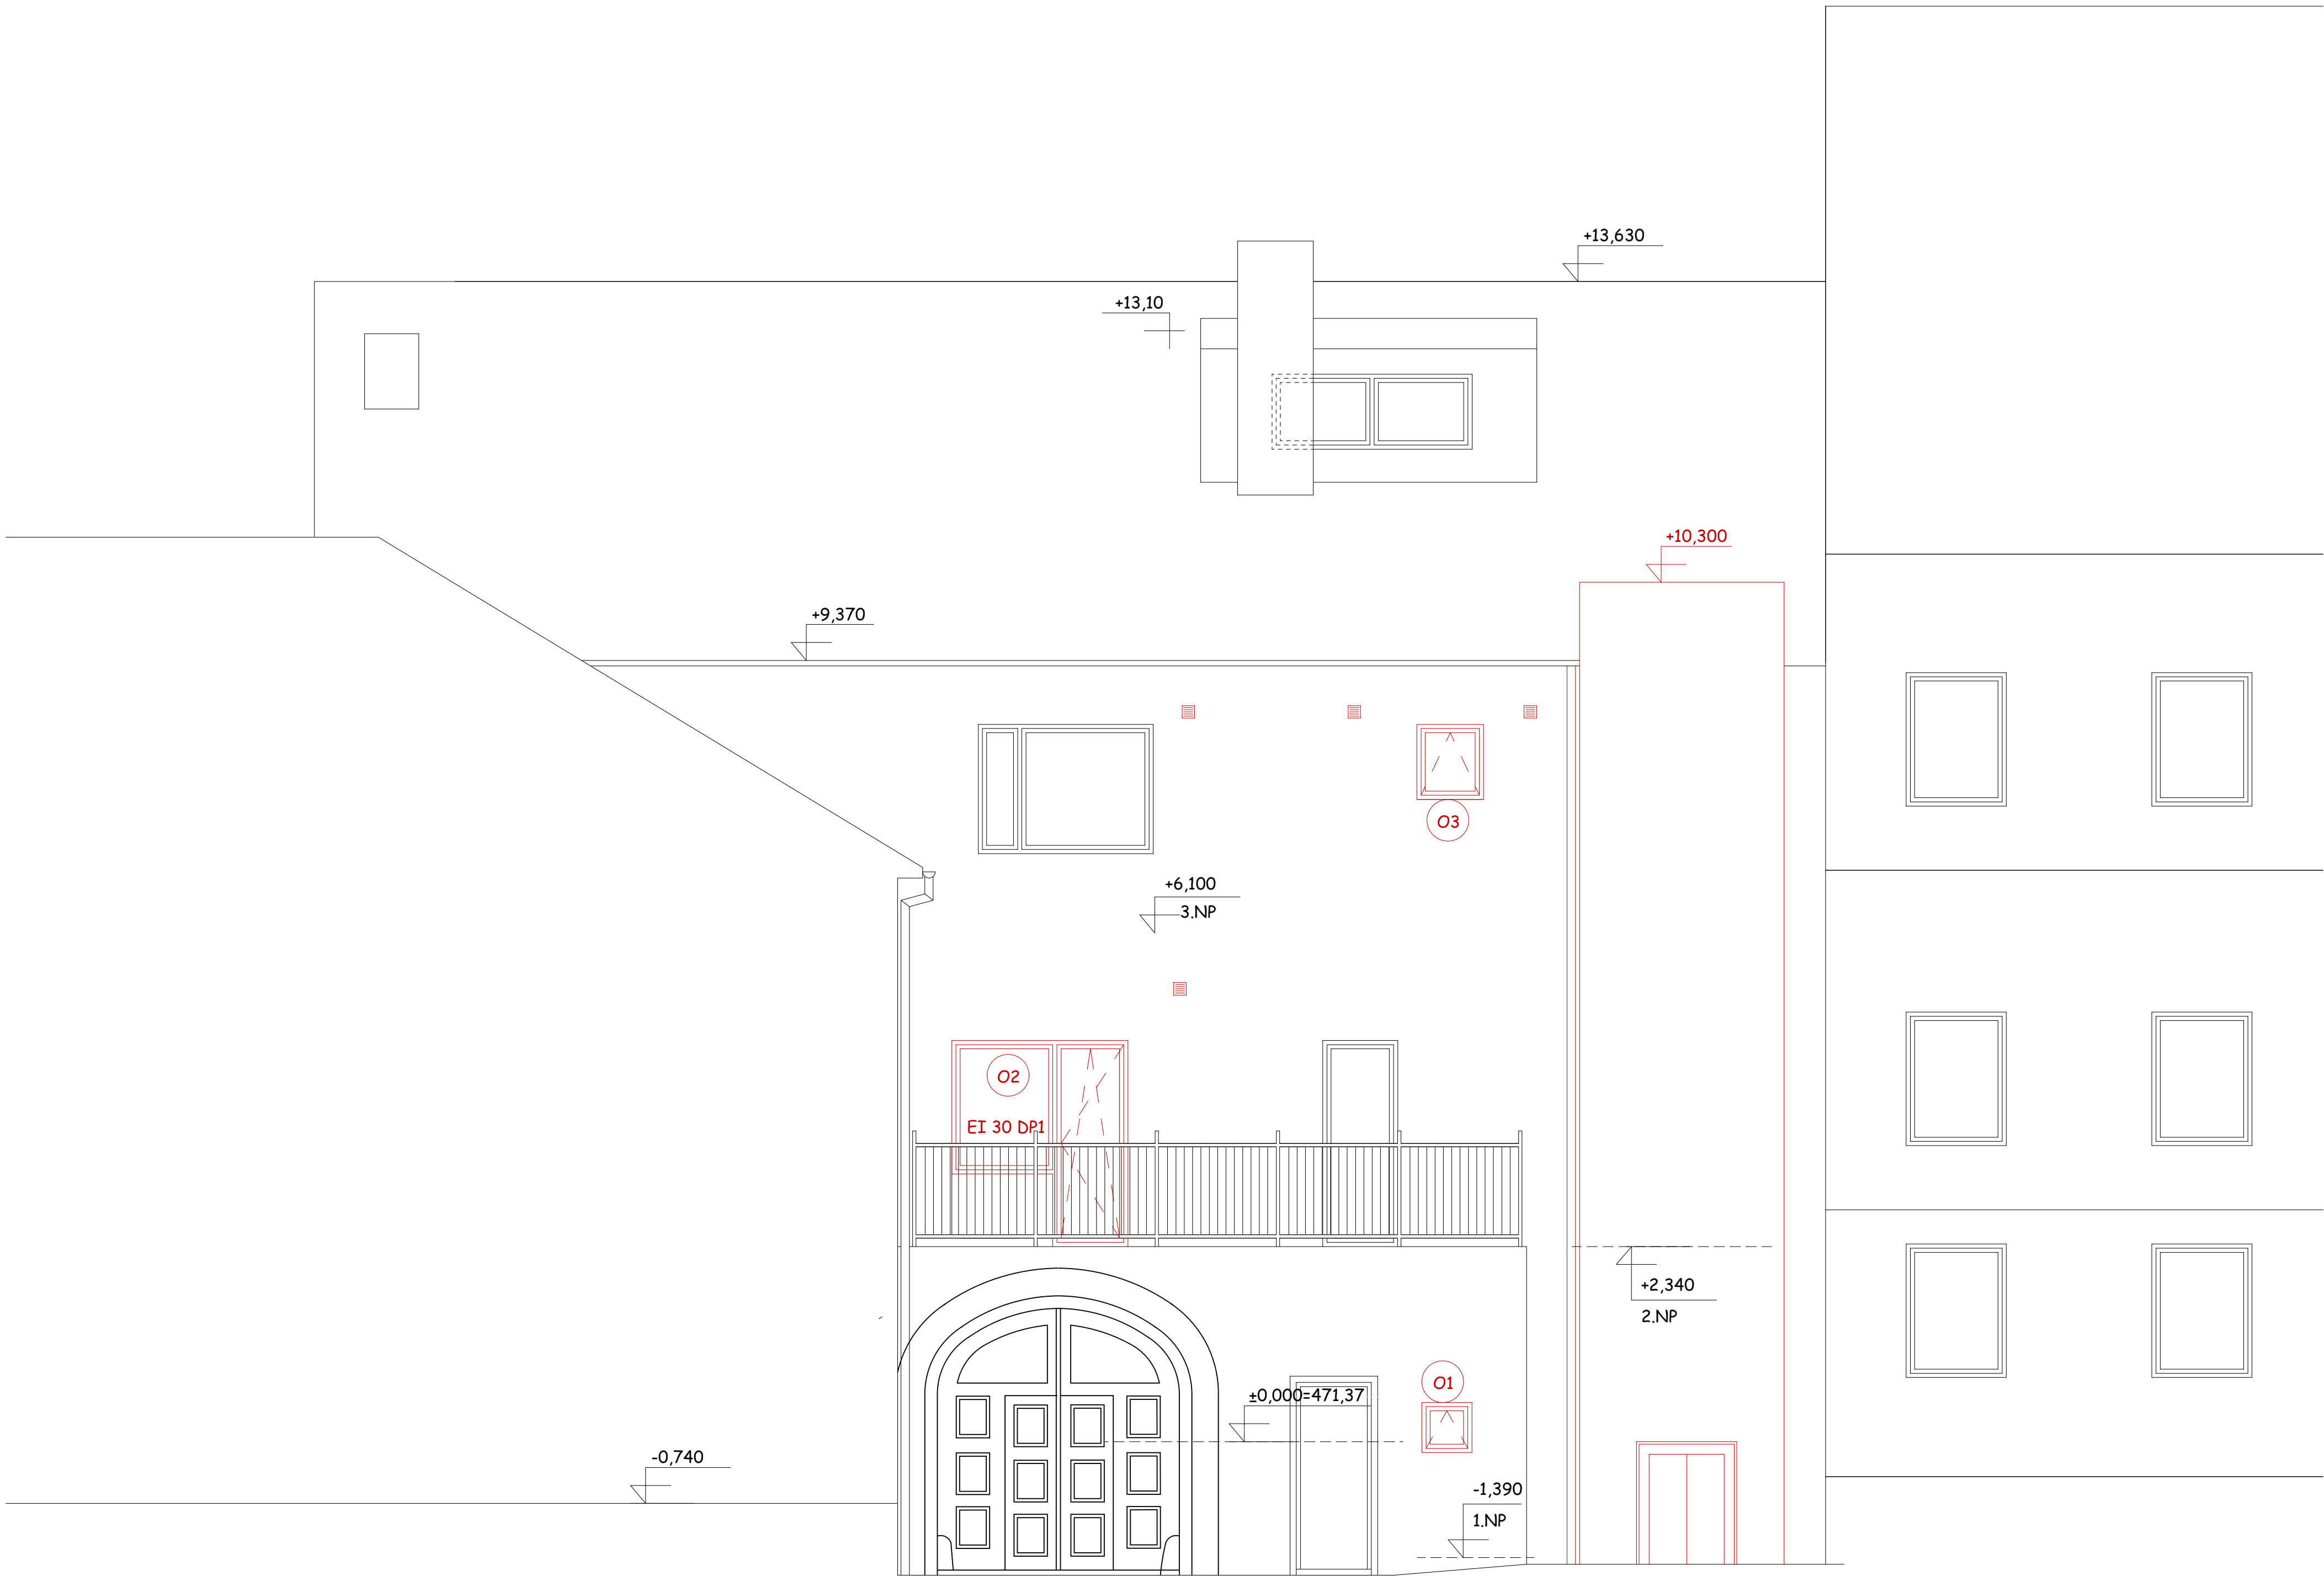 +13,630
+13,10
+10,300
+9,370
O3
+6,100
3.NP
O2
EI 30 DP1
+2,340
2.NP
O1
±0,000=471,37
-0,740
-1,390
1.NP